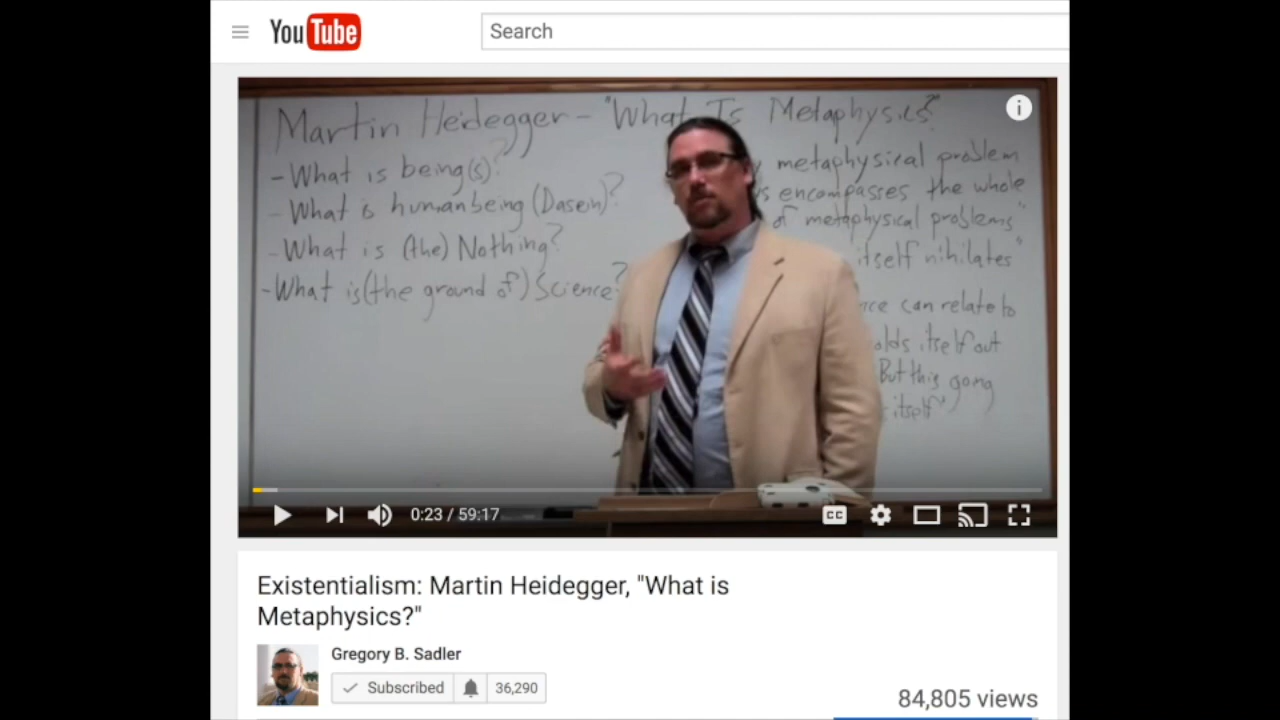 YouTube
Search
Martin Heidegger - "What Is Metaphysics?"
- What is being(s)?
- What is human being (Dasein)?
- What is (the) Nothing?
- What is (the ground of) Science?
metaphysical problem
encompasses the whole
of metaphysical problems"
itself nihilates"
can relate to
itself out
But this going
itself"
i
0:23 / 59:17
CC
Existentialism: Martin Heidegger, "What is
Metaphysics?"
Gregory B. Sadler
Subscribed 36,290
84,805 views